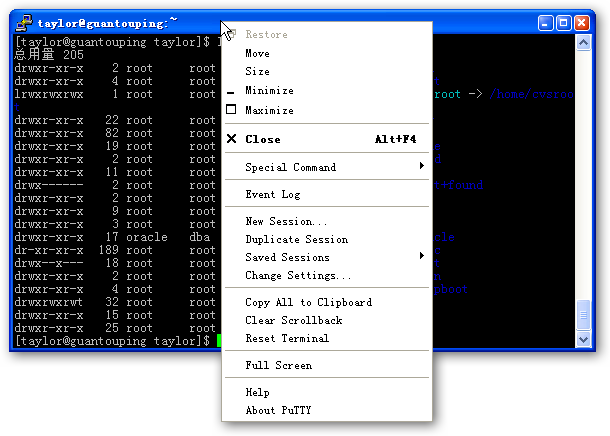 taylor@guantouping:~
[taylor@guantouping taylor]$
总用量 205
drwxr-xr-x 2 root root
drwxr-xr-x 4 root root
lrwxrwxrwx 1 root root root -> /home/cvsroo
t
drwxr-xr-x 22 root root
drwxr-xr-x 82 root root
drwxr-xr-x 19 root root
drwxr-xr-x 2 root root
drwxr-xr-x 11 root root
drwx------ 2 root root t+found
drwxr-xr-x 2 root root
drwxr-xr-x 9 root root
drwxr-xr-x 3 root root
drwxr-xr-x 17 oracle dba cle
dr-xr-xr-x 189 root root
drwx--x--- 18 root root
drwxr-xr-x 2 root root
drwxr-xr-x 4 root root pboot
drwxrwxrwt 32 root root
drwxr-xr-x 15 root root
drwxr-xr-x 25 root root
[taylor@guantouping taylor]$
Restore
Move
Size
Minimize
Maximize
Close Alt+F4
Special Command
Event Log
New Session...
Duplicate Session
Saved Sessions
Change Settings...
Copy All to Clipboard
Clear Scrollback
Reset Terminal
Full Screen
Help
About PuTTY